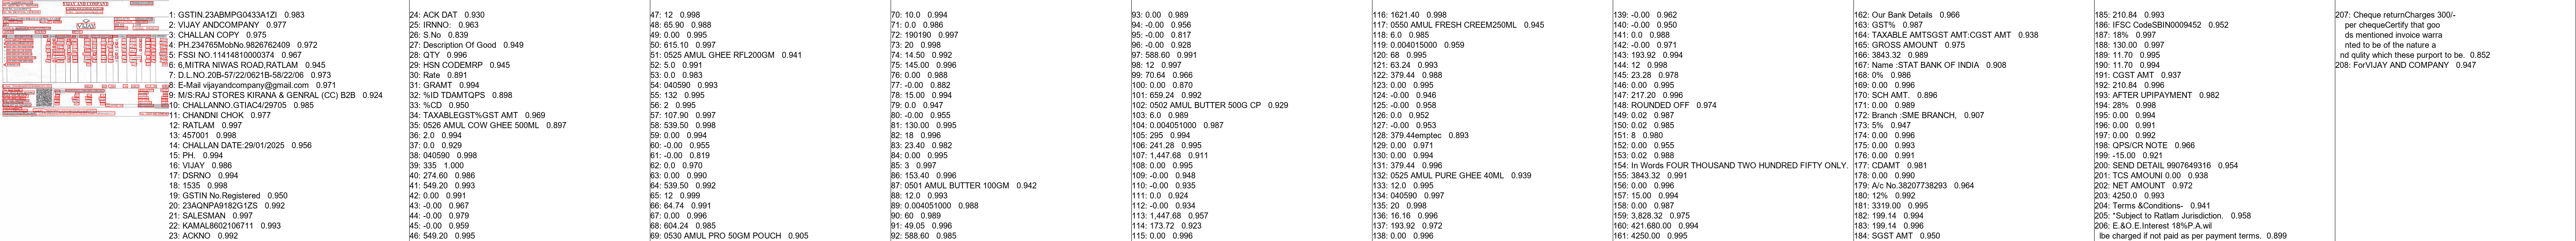 1: GSTIN.23ABMPG0433A1ZI 0.983
2: VIJAY ANDCOMPANY 0.977
3: CHALLAN COPY 0.975
4: PH.234765MobNo.9826762409 0.972
5: FSSI NO.11414810000374 0.967
6: 6,MITRA NIWAS ROAD,RATLAM 0.945
7: D.L.NO.20B-57/22/0621B-58/22/06 0.973
8: E-Mail vijayandcompany@gmail.com 0.971
9: M/S:RAJ STORES KIRANA & GENRAL (CC) B2B 0.924
10: CHALLANNO.GTIAC4/29705 0.985
11: CHANDNI CHOK 0.977
12: RATLAM 0.997
13: 457001 0.998
14: CHALLAN DATE:29/01/2025 0.956
15: PH. 0.994
16: VIJAY 0.986
17: DSRNO 0.994
18: 1535 0.998
19: GSTIN No.Registered 0.950
20: 23AQNPA9182G1ZS 0.992
21: SALESMAN 0.997
22: KAMAL8602106711 0.993
23: ACKNO 0.992
24: ACK DAT 0.930
25: IRNNO: 0.963
26: S.No 0.839
27: Description Of Good 0.949
28: QTY 0.996
29: HSN CODEMRP 0.945
30: Rate 0.891
31: GRAMT 0.994
32: %ID TDAMTQPS 0.898
33: %CD 0.950
34: TAXABLEGST%GST AMT 0.969
35: 0526 AMUL COW GHEE 500ML 0.897
36: 2.0 0.994
37: 0.0 0.929
38: 040590 0.998
39: 335 1.000
40: 274.60 0.986
41: 549.20 0.993
42: 0.00 0.991
43: -0.00 0.967
44: -0.00 0.979
45: -0.00 0.959
46: 549.20 0.995
47: 12 0.998
48: 65.90 0.988
49: 0.00 0.995
50: 615.10 0.997
51: 0525 AMUL GHEE RFL200GM 0.941
52: 5.0 0.991
53: 0.0 0.983
54: 040590 0.993
55: 132 0.995
56: 2 0.995
57: 107.90 0.997
58: 539.50 0.998
59: 0.00 0.994
60: -0.00 0.955
61: -0.00 0.819
62: 0.0 0.970
63: 0.00 0.990
64: 539.50 0.992
65: 12 0.999
66: 64.74 0.991
67: 0.00 0.996
68: 604.24 0.985
69: 0530 AMUL PRO 50GM POUCH 0.905
70: 10.0 0.994
71: 0.0 0.986
72: 190190 0.997
73: 20 0.998
74: 14.50 0.992
75: 145.00 0.996
76: 0.00 0.988
77: -0.00 0.882
78: 15.00 0.994
79: 0.0 0.947
80: -0.00 0.955
81: 130.00 0.995
82: 18 0.996
83: 23.40 0.982
84: 0.00 0.995
85: 3 0.997
86: 153.40 0.996
87: 0501 AMUL BUTTER 100GM 0.942
88: 12.0 0.993
89: 0.004051000 0.988
90: 60 0.989
91: 49.05 0.996
92: 588.60 0.985
93: 0.00 0.989
94: -0.00 0.956
95: -0.00 0.817
96: -0.00 0.928
97: 588.60 0.991
98: 12 0.997
99: 70.64 0.966
100: 0.00 0.870
101: 659.24 0.992
102: 0502 AMUL BUTTER 500G CP 0.929
103: 6.0 0.989
104: 0.004051000 0.987
105: 295 0.994
106: 241.28 0.995
107: 1,447.68 0.911
108: 0.00 0.995
109: -0.00 0.948
110: -0.00 0.935
111: 0.0 0.924
112: -0.00 0.934
113: 1,447.68 0.957
114: 173.72 0.923
115: 0.00 0.996
116: 1621.40 0.998
117: 0550 AMUL FRESH CREEM250ML 0.945
118: 6.0 0.985
119: 0.004015000 0.959
120: 68 0.995
121: 63.24 0.993
122: 379.44 0.988
123: 0.00 0.995
124: -0.00 0.946
125: -0.00 0.958
126: 0.0 0.952
127: -0.00 0.953
128: 379.44emptec 0.893
129: 0.00 0.971
130: 0.00 0.994
131: 379.44 0.996
132: 0525 AMUL PURE GHEE 40ML 0.939
133: 12.0 0.995
134: 040590 0.997
135: 20 0.998
136: 16.16 0.996
137: 193.92 0.972
138: 0.00 0.996
139: -0.00 0.962
140: -0.00 0.950
141: 0.0 0.988
142: -0.00 0.971
143: 193.92 0.994
144: 12 0.998
145: 23.28 0.978
146: 0.00 0.995
147: 217.20 0.996
148: ROUNDED OFF 0.974
149: 0.02 0.987
150: 0.02 0.985
151: 8 0.980
152: 0.00 0.955
153: 0.02 0.988
154: In Words FOUR THOUSAND TWO HUNDRED FIFTY ONLY.
155: 3843.32 0.991
156: 0.00 0.996
157: 15.00 0.994
158: 0.00 0.987
159: 3,828.32 0.975
160: 421.680.00 0.994
161: 4250.00 0.995
162: Our Bank Details 0.966
163: GST% 0.987
164: TAXABLE AMTSGST AMT:CGST AMT 0.938
165: GROSS AMOUNT 0.975
166: 3843.32 0.989
167: Name :STAT BANK OF INDIA 0.908
168: 0% 0.986
169: 0.00 0.996
170: SCH AMT. 0.896
171: 0.00 0.989
172: Branch :SME BRANCH, 0.907
173: 5% 0.947
174: 0.00 0.996
175: 0.00 0.993
176: 0.00 0.991
177: CDAMT 0.981
178: 0.00 0.990
179: A/c No.38207738293 0.964
180: 12% 0.992
181: 3319.00 0.995
182: 199.14 0.994
183: 199.14 0.996
184: SGST AMT 0.950
185: 210.84 0.993
186: IFSC CodeSBIN0009452 0.952
187: 18% 0.997
188: 130.00 0.997
189: 11.70 0.995
190: 11.70 0.994
191: CGST AMT 0.937
192: 210.84 0.996
193: AFTER UPIPAYMENT 0.982
194: 28% 0.998
195: 0.00 0.994
196: 0.00 0.991
197: 0.00 0.992
198: QPS/CR NOTE 0.966
199: -15.00 0.921
200: SEND DETAIL 9907649316 0.954
201: TCS AMOUNI 0.00 0.938
202: NET AMOUNT 0.972
203: 4250.0 0.993
204: Terms &Conditions- 0.941
205: *Subject to Ratlam Jurisdiction. 0.958
206: E.&O.E.Interest 18%P.A.wil
lbe charged if not paid as per payment terms. 0.899
207: Cheque returnCharges 300/-
per chequeCertify that goo
ds mentioned invoice warra
nted to be of the nature a
nd qulity which these purport to be. 0.852
208: ForVIJAY AND COMPANY 0.947